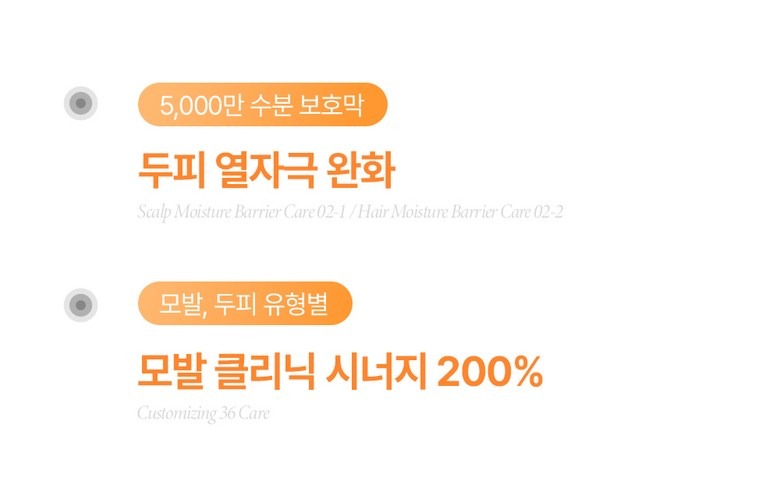 5,000만 수분 보호막
두피 열자극 완화
Scalp Moisture Barrier Care 02-1 / Hair Moisture Barrier Care 02-2
모발, 두피 유형별
모발 클리닉 시너지 200%
Customizing 36 Care